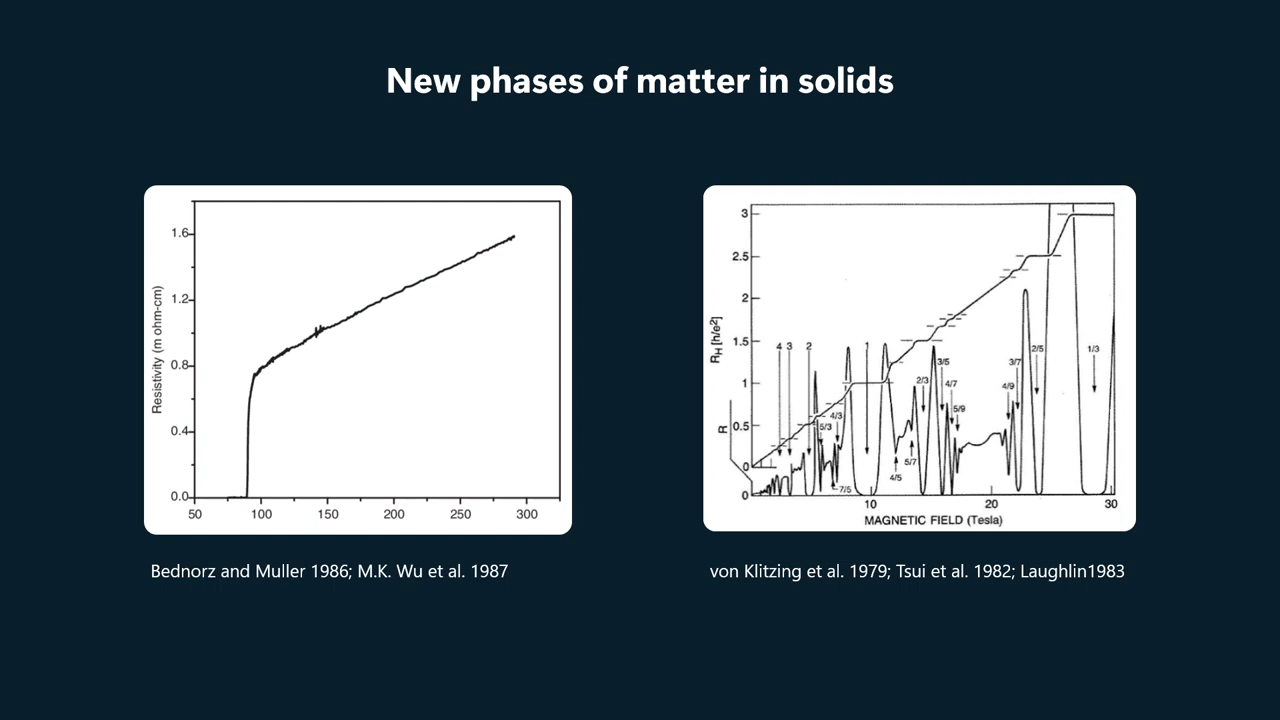 New phases of matter in solids
Resistivity (m ohm-cm)
1.6
1.2
0.8
0.4
0.0
50 100 150 200 250 300
R_H [h/e²]
R
3
2.5
2
1.5
1
0.5
0
0
4 3 2 1
5/3
4/3
7/5
4/5
5/7
2/3
3/5
4/7
5/9
4/9
3/7
2/5
1/3
10 20 30
MAGNETIC FIELD (Tesla)
Bednorz and Muller 1986; M.K. Wu et al. 1987
von Klitzing et al. 1979; Tsui et al. 1982; Laughlin1983